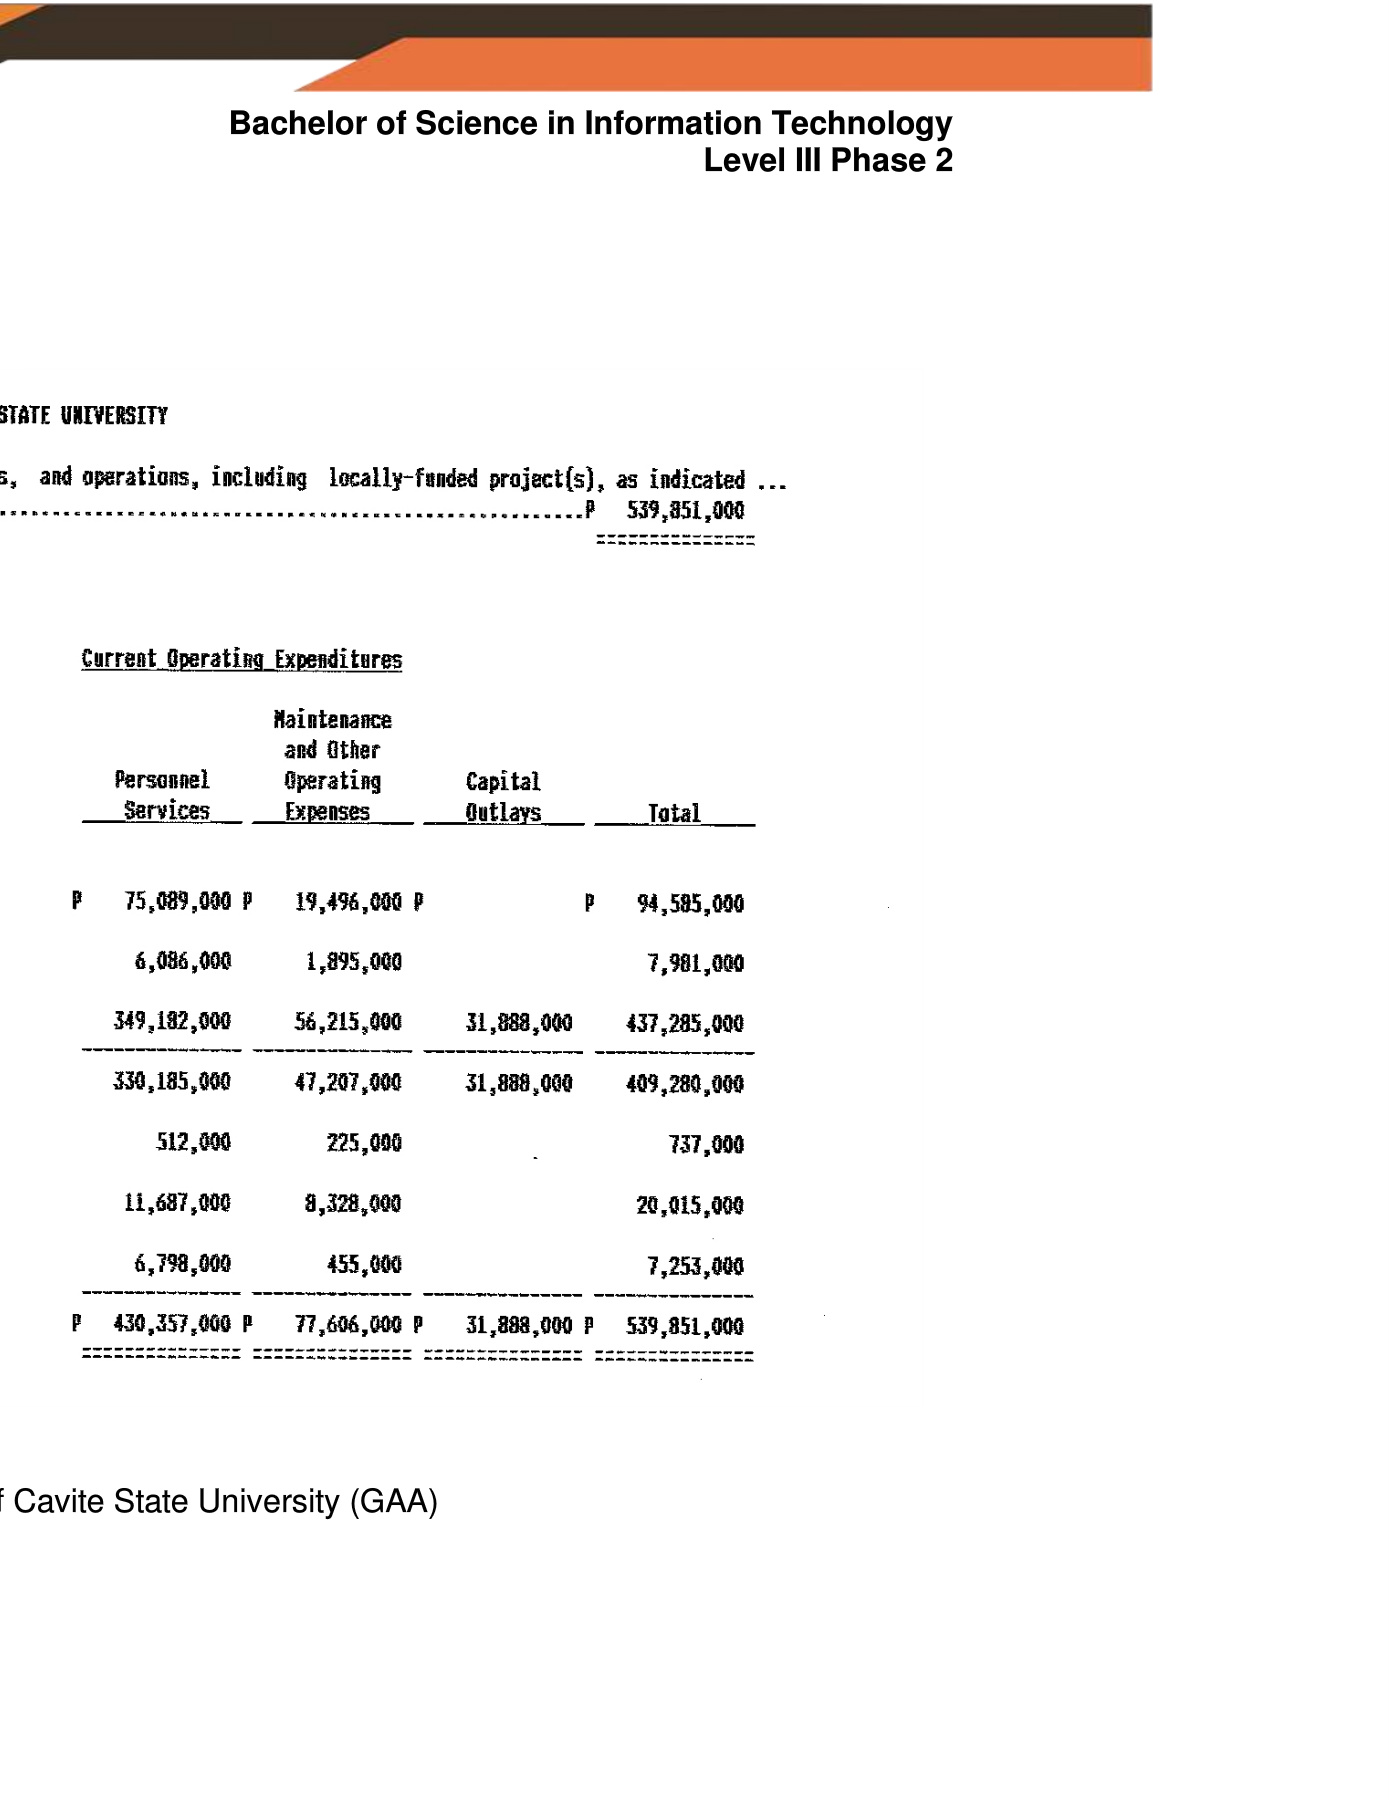 Bachelor of Science in Information Technology
Level III Phase 2
STATE UNIVERSITY
s, and operations, including locally-funded project(s), as indicated ...
......................................................P 539,851,000
===============
Current Operating Expenditures
Maintenance
and Other
Personnel Operating Capital
Services Expenses Outlays Total
P 75,089,000 P 19,496,000 P P 94,585,000
6,086,000 1,895,000 7,981,000
349,182,000 56,215,000 31,888,000 437,285,000
330,185,000 47,207,000 31,888,000 409,280,000
512,000 225,000 737,000
11,687,000 8,328,000 20,015,000
6,798,000 455,000 7,253,000
P 430,357,000 P 77,606,000 P 31,888,000 P 539,851,000
=============== =============== =============== ===============
f Cavite State University (GAA)